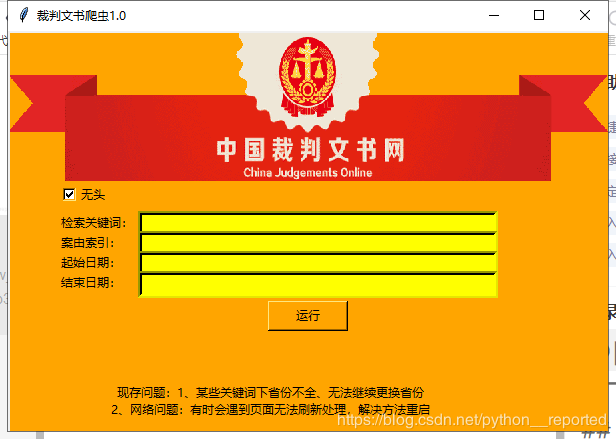 裁判文书爬虫1.0
中国裁判文书网
China Judgements Online
无头
检索关键词：
案由索引：
起始日期：
结束日期：
运行
现存问题：1、某些关键词下省份不全、无法继续更换省份
2、网络问题：有时会遇到页面无法刷新处理，解决方法重启
https://blog.csdn.net/python__reported